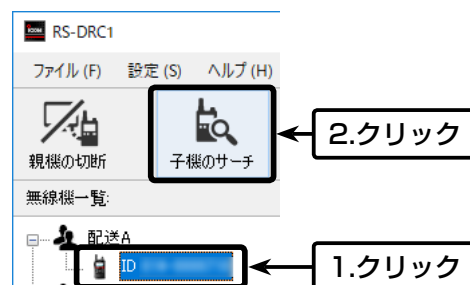 ICOM RS-DRC1
ファイル (F) 設定 (S) ヘルプ (H)
親機の切断 子機のサーチ
2.クリック
無線機一覧:
配送A
ID
1.クリック